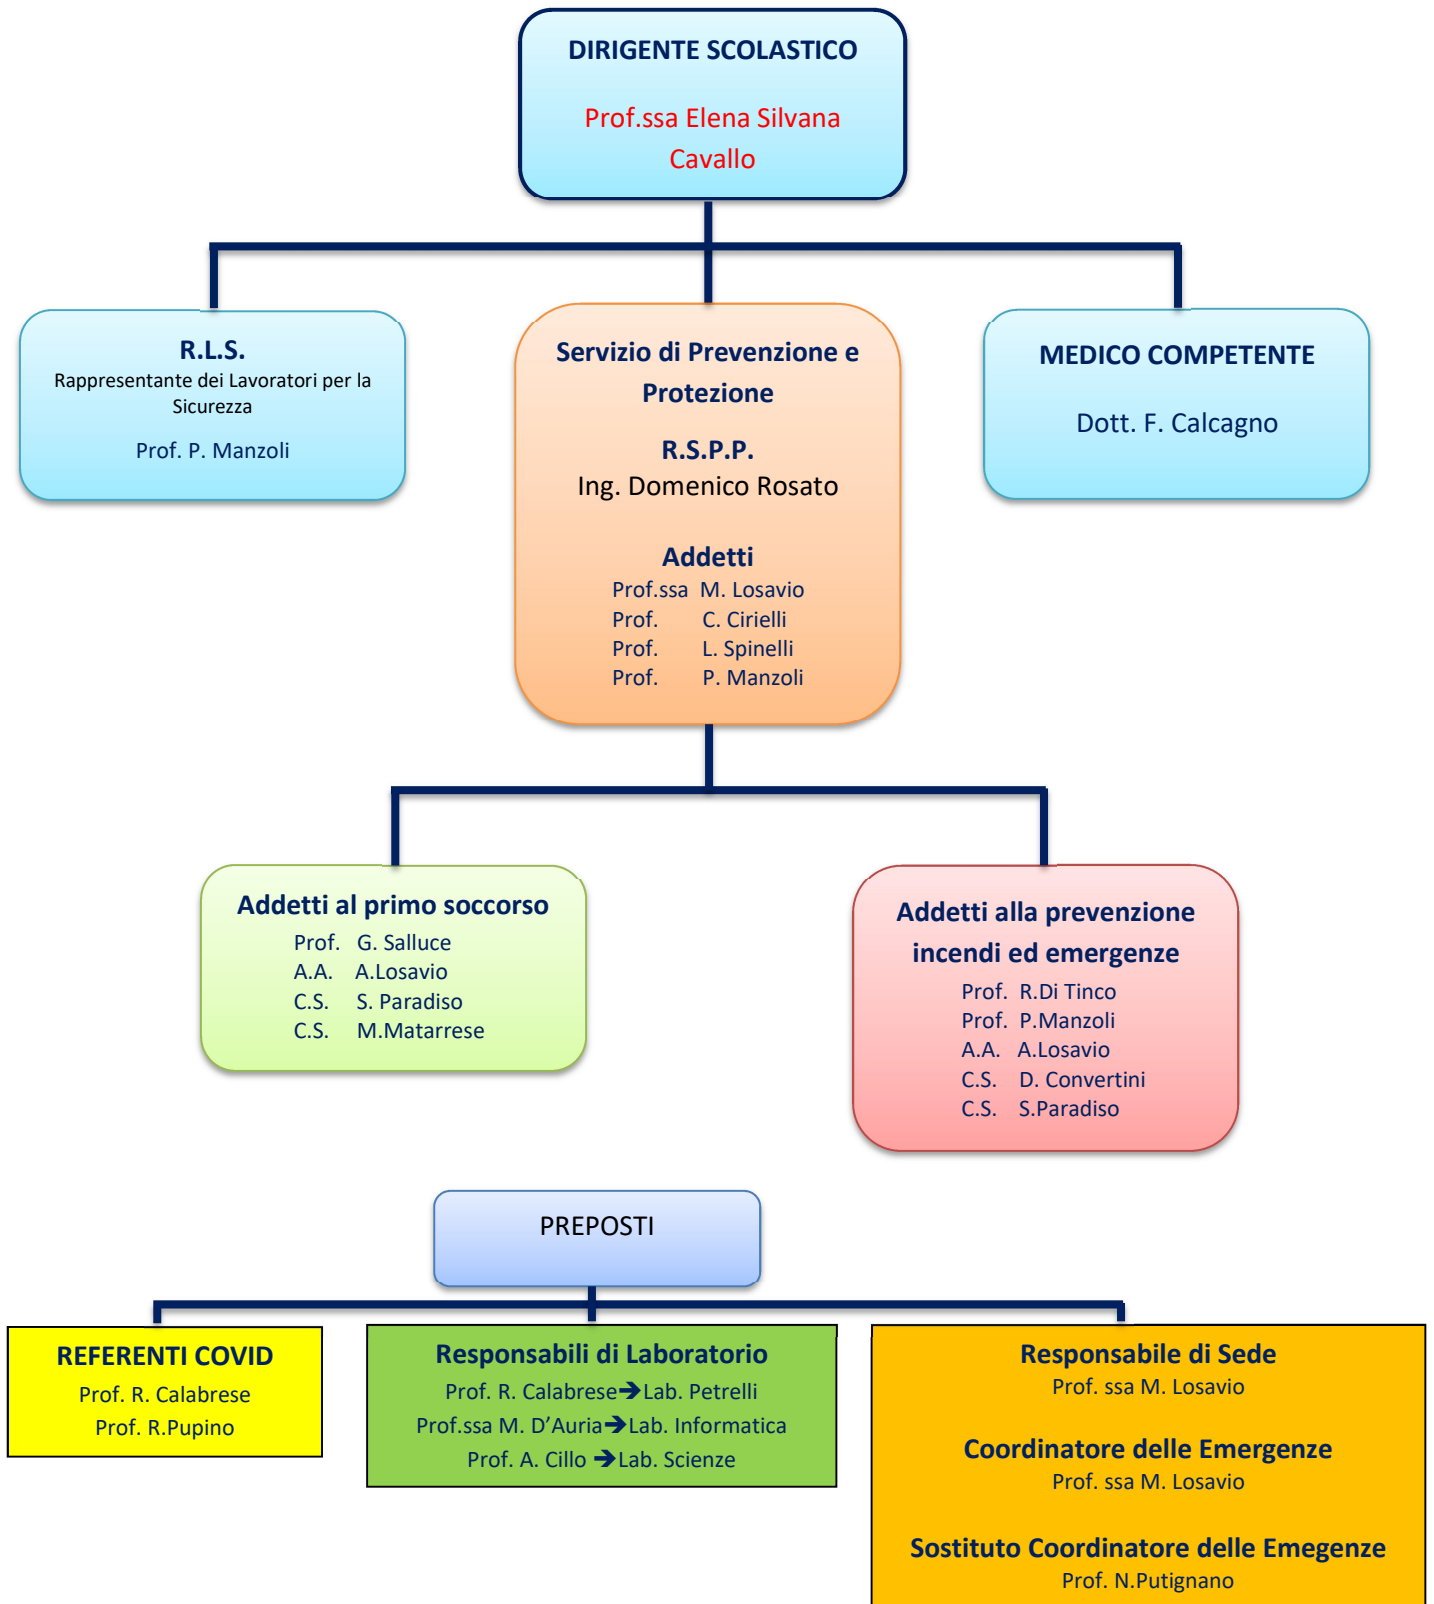 DIRIGENTE SCOLASTICO
Prof.ssa Elena Silvana
Cavallo
R.L.S.
Rappresentante dei Lavoratori per la
Sicurezza
Prof. P. Manzoli
Servizio di Prevenzione e
Protezione
R.S.P.P.
Ing. Domenico Rosato
Addetti
Prof.ssa M. Losavio
Prof. C. Cirielli
Prof. L. Spinelli
Prof. P. Manzoli
MEDICO COMPETENTE
Dott. F. Calcagno
Addetti al primo soccorso
Prof. G. Salluce
A.A. A.Losavio
C.S. S. Paradiso
C.S. M.Matarrese
Addetti alla prevenzione
incendi ed emergenze
Prof. R.Di Tinco
Prof. P.Manzoli
A.A. A.Losavio
C.S. D. Convertini
C.S. S.Paradiso
PREPOSTI
REFERENTI COVID
Prof. R. Calabrese
Prof. R.Pupino
Responsabili di Laboratorio
Prof. R. Calabrese➔Lab. Petrelli
Prof.ssa M. D’Auria➔Lab. Informatica
Prof. A. Cillo ➔Lab. Scienze
Responsabile di Sede
Prof. ssa M. Losavio
Coordinatore delle Emergenze
Prof. ssa M. Losavio
Sostituto Coordinatore delle Emegenze
Prof. N.Putignano